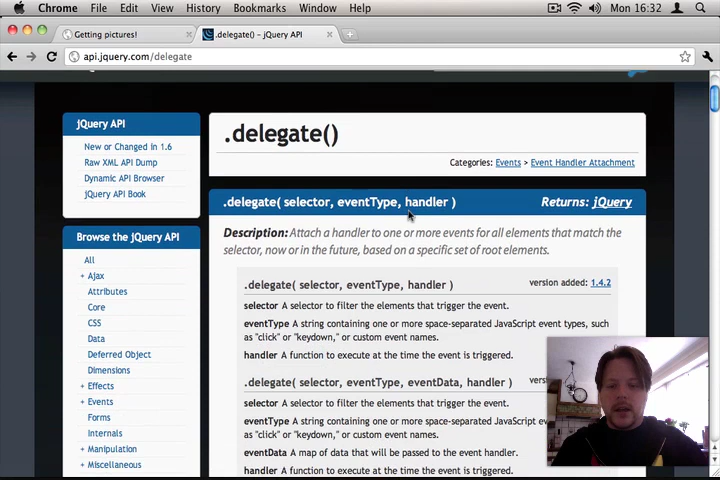 Chrome File Edit View History Bookmarks Window Help Mon 16:32
Getting pictures!
.delegate() – jQuery API
api.jquery.com/delegate
jQuery API
New or Changed in 1.6
Raw XML API Dump
Dynamic API Browser
jQuery API Book
Browse the jQuery API
All
+ Ajax
Attributes
Core
CSS
Data
Deferred Object
Dimensions
+ Effects
+ Events
Forms
Internals
+ Manipulation
+ Miscellaneous
.delegate()
Categories: Events > Event Handler Attachment
.delegate( selector, eventType, handler ) Returns: jQuery
Description: Attach a handler to one or more events for all elements that match the
selector, now or in the future, based on a specific set of root elements.
.delegate( selector, eventType, handler ) version added: 1.4.2
selector A selector to filter the elements that trigger the event.
eventType A string containing one or more space-separated JavaScript event types, such
as "click" or "keydown," or custom event names.
handler A function to execute at the time the event is triggered.
.delegate( selector, eventType, eventData, handler )
selector A selector to filter the elements that trigger the event.
eventType A string containing one or more space-separated JavaScript
as "click" or "keydown," or custom event names.
eventData A map of data that will be passed to the event handler.
handler A function to execute at the time the event is triggered.